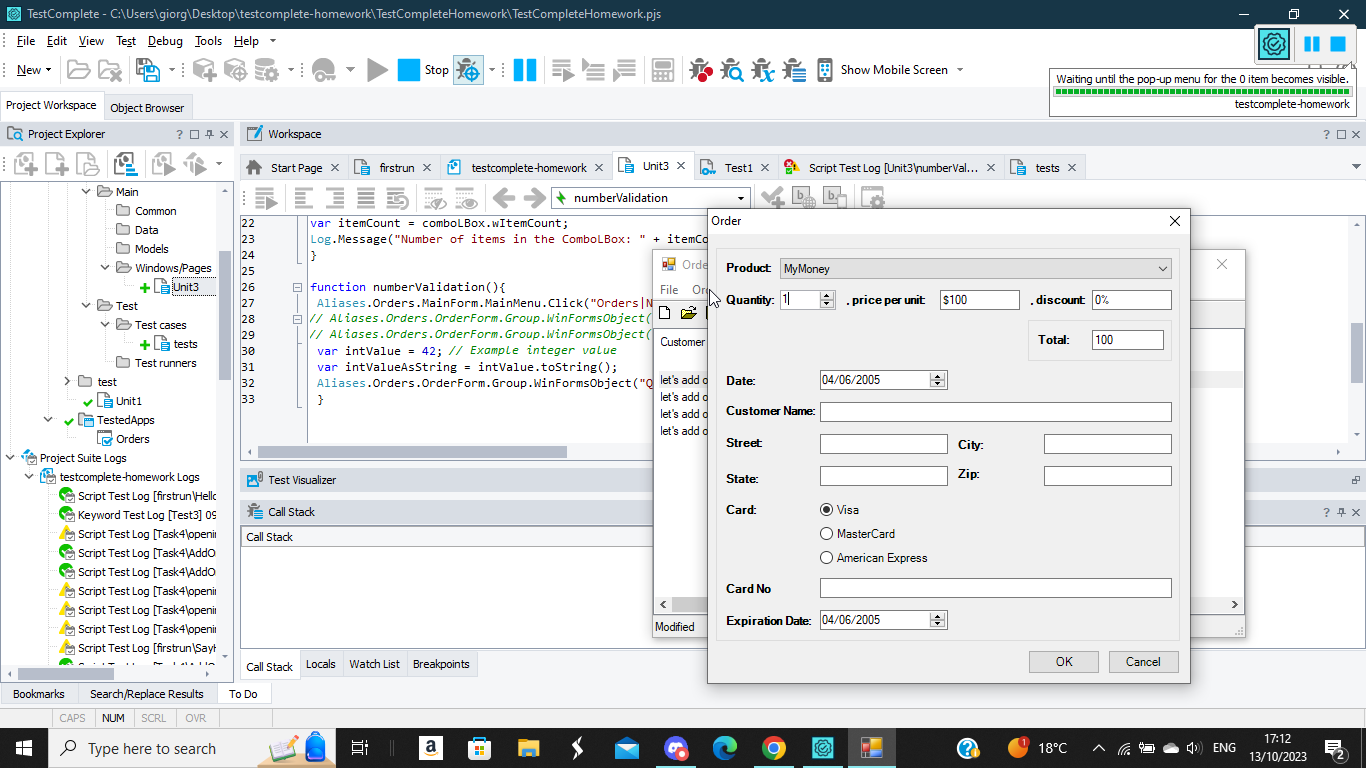 TestComplete - C:\Users\giorg\Desktop\testcomplete-homework\TestCompleteHomework\TestCompleteHomework.pjs
File Edit View Test Debug Tools Help
New Stop Show Mobile Screen
Waiting until the pop-up menu for the 0 item becomes visible.
testcomplete-homework
Project Workspace Object Browser
Project Explorer
Workspace
Start Page firstrun testcomplete-homework Unit3 Test1 Script Test Log [Unit3\numberVal... tests
numberValidation
Main
Common
Data
Models
Windows/Pages
Unit3
Test
Test cases
tests
Test runners
test
Unit1
TestedApps
Orders
Project Suite Logs
testcomplete-homework Logs
Script Test Log [firstrun\Hello
Keyword Test Log [Test3] 09
Script Test Log [Task4\openin
Script Test Log [Task4\AddO
Script Test Log [Task4\AddO
Script Test Log [Task4\openin
Script Test Log [Task4\openin
Script Test Log [Task4\openin
Script Test Log [firstrun\SayH
22 var itemCount = comboLBox.wItemCount;
23 Log.Message("Number of items in the ComboLBox: " + itemCo
24 }
25
26 function numberValidation(){
27 Aliases.Orders.MainForm.MainMenu.Click("Orders|N
28 // Aliases.Orders.OrderForm.Group.WinFormsObject(
29 // Aliases.Orders.OrderForm.Group.WinFormsObject(
30 var intValue = 42; // Example integer value
31 var intValueAsString = intValue.toString();
32 Aliases.Orders.OrderForm.Group.WinFormsObject("Q
33 }
Test Visualizer
Call Stack
Call Stack
Call Stack Locals Watch List Breakpoints
Bookmarks Search/Replace Results To Do
CAPS NUM SCRL OVR
Orde
File Or
Customer
let's add o
let's add o
let's add o
let's add o
Modified
Order
Product: MyMoney
Quantity: 1 . price per unit: $100 . discount: 0%
Total: 100
Date: 04/06/2005
Customer Name:
Street: City:
State: Zip:
Card: Visa
MasterCard
American Express
Card No
Expiration Date: 04/06/2005
OK Cancel
Type here to search
a
1 18°C ENG 17:12
13/10/2023
2